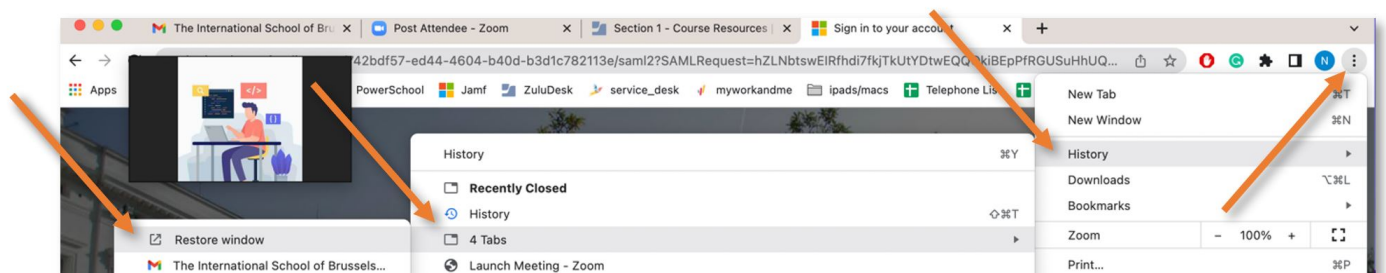 The International School of Bru
Post Attendee - Zoom
Section 1 - Course Resources |
Sign in to your account
42bdf57-ed44-4604-b40d-b3d1c782113e/saml2?SAMLRequest=hZLNbtswEIRfhdi7fkjTkUtYDtwEQQ
RGUSuHhUQ...
N
Apps
PowerSchool
Jamf
ZuluDesk
service_desk
myworkandme
ipads/macs
Telephone Lis
New Tab ⌘T
New Window ⌘N
History
Downloads ⌥⌘L
Bookmarks
Zoom - 100% +
Print... ⌘P
History ⌘Y
Recently Closed
History ⇧⌘T
4 Tabs
Launch Meeting - Zoom
Restore window
The International School of Brussels...